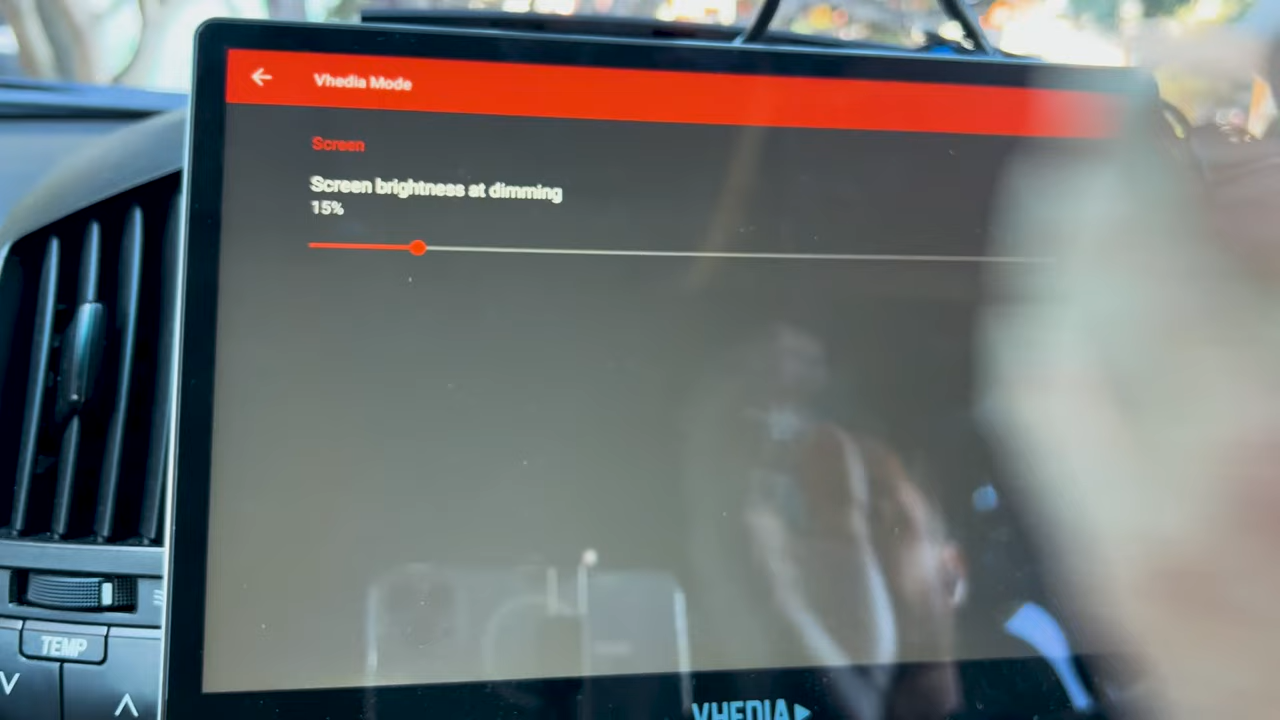 Vhedia Mode
Screen
Screen brightness at dimming
15%
TEMP
VHEDIA